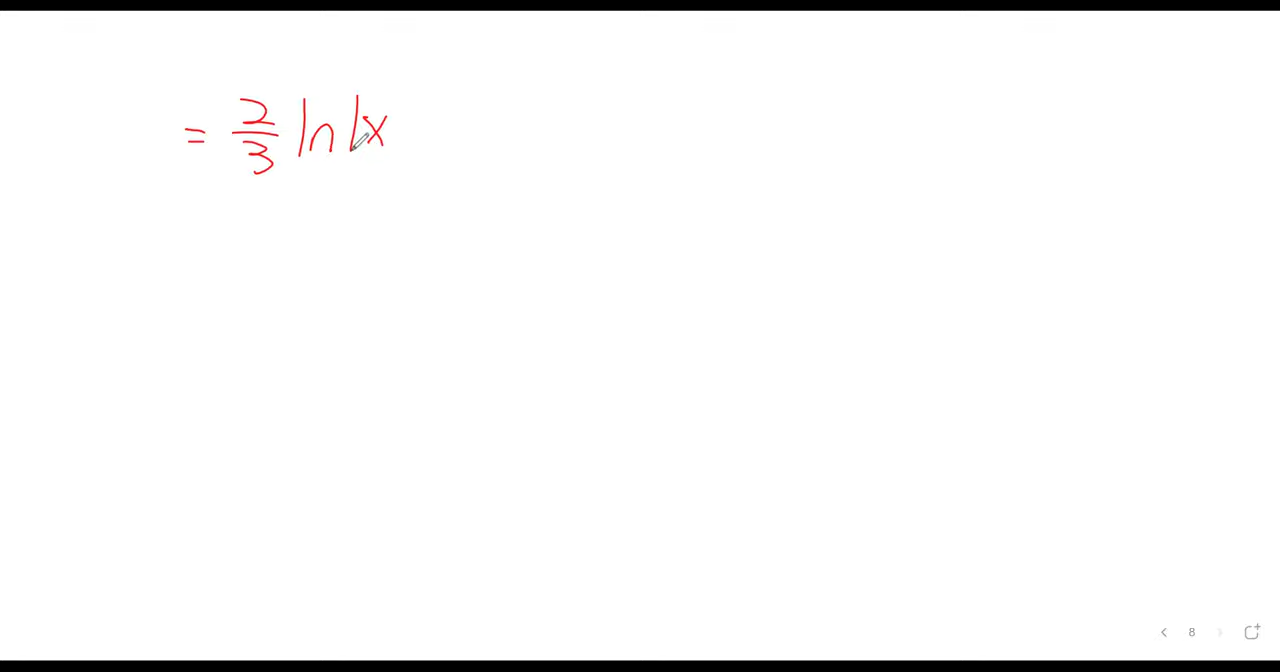 = 2/3 ln |x
8